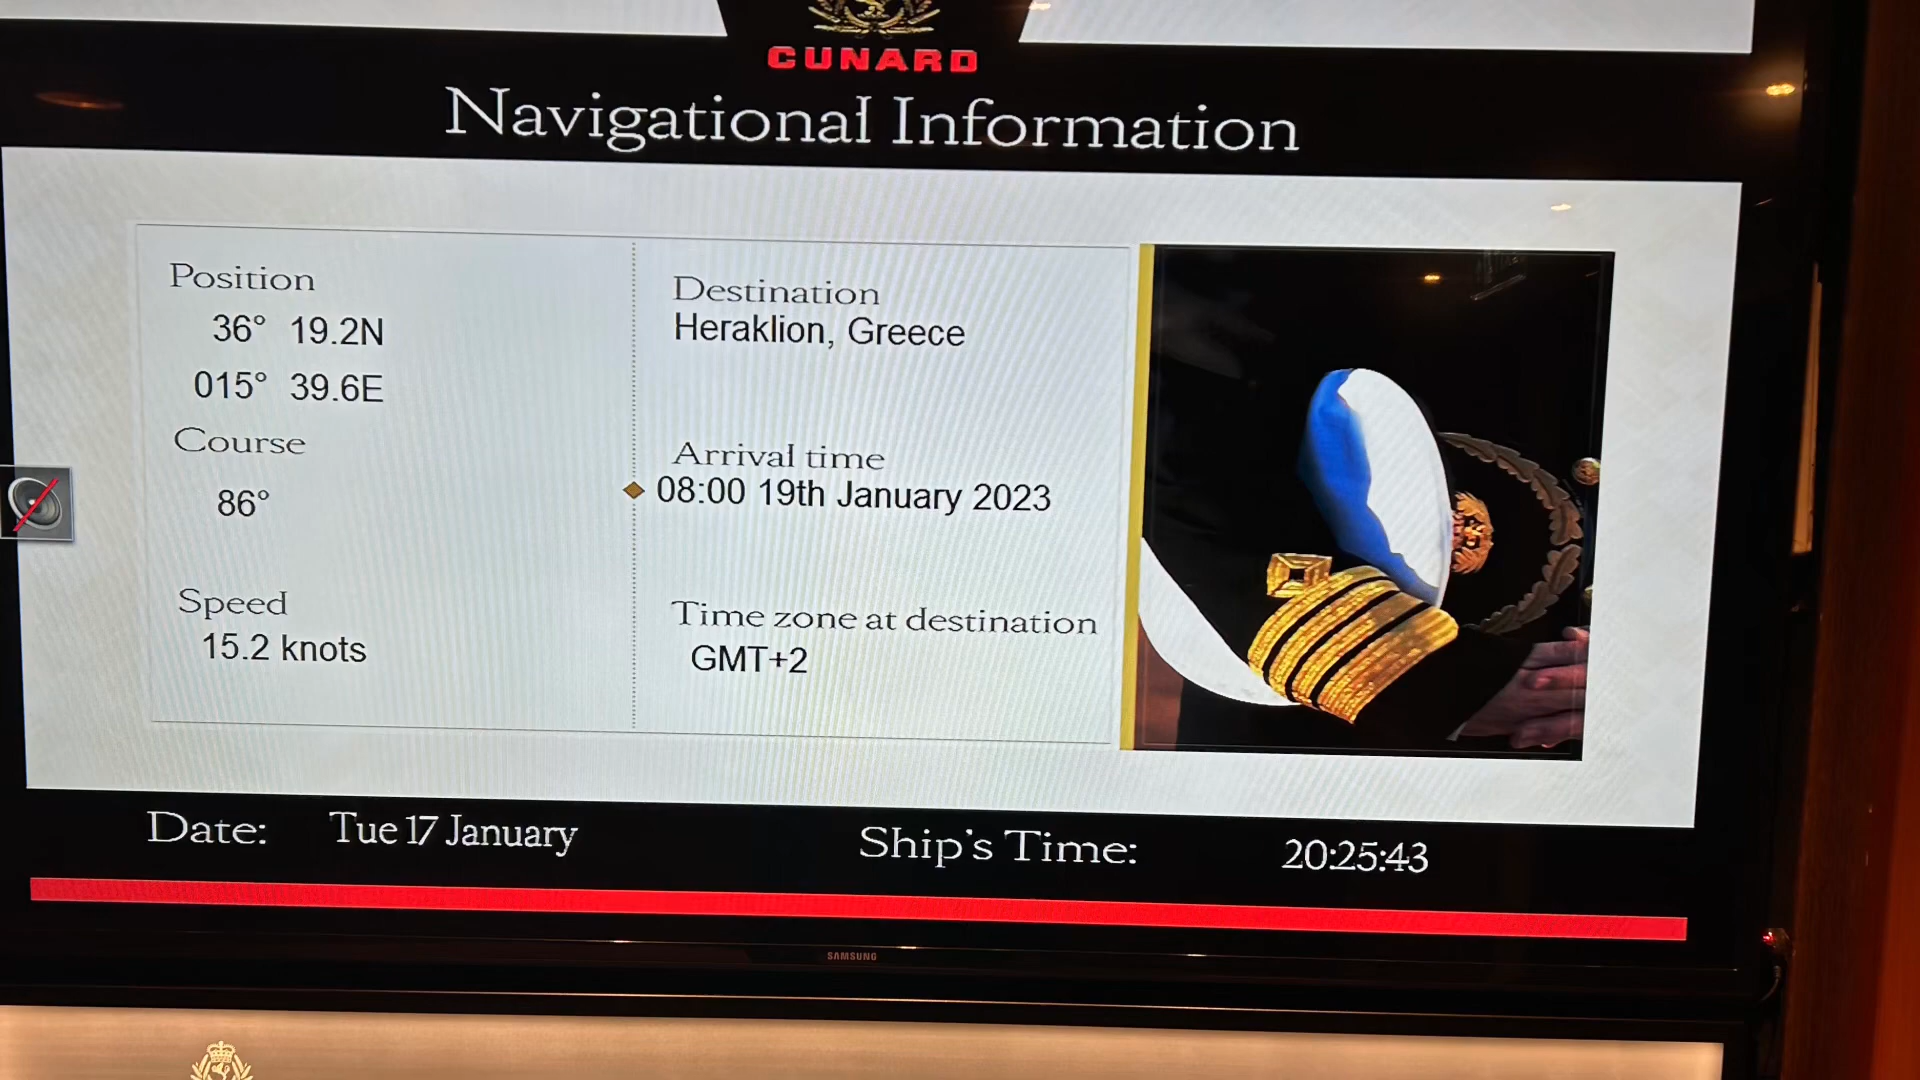 CUNARD
Navigational Information
Position
36° 19.2N
015° 39.6E
Course
86°
Speed
15.2 knots
Destination
Heraklion, Greece
Arrival time
08:00 19th January 2023
Time zone at destination
GMT+2
Date: Tue 17 January
Ship's Time: 20:25:43
SAMSUNG